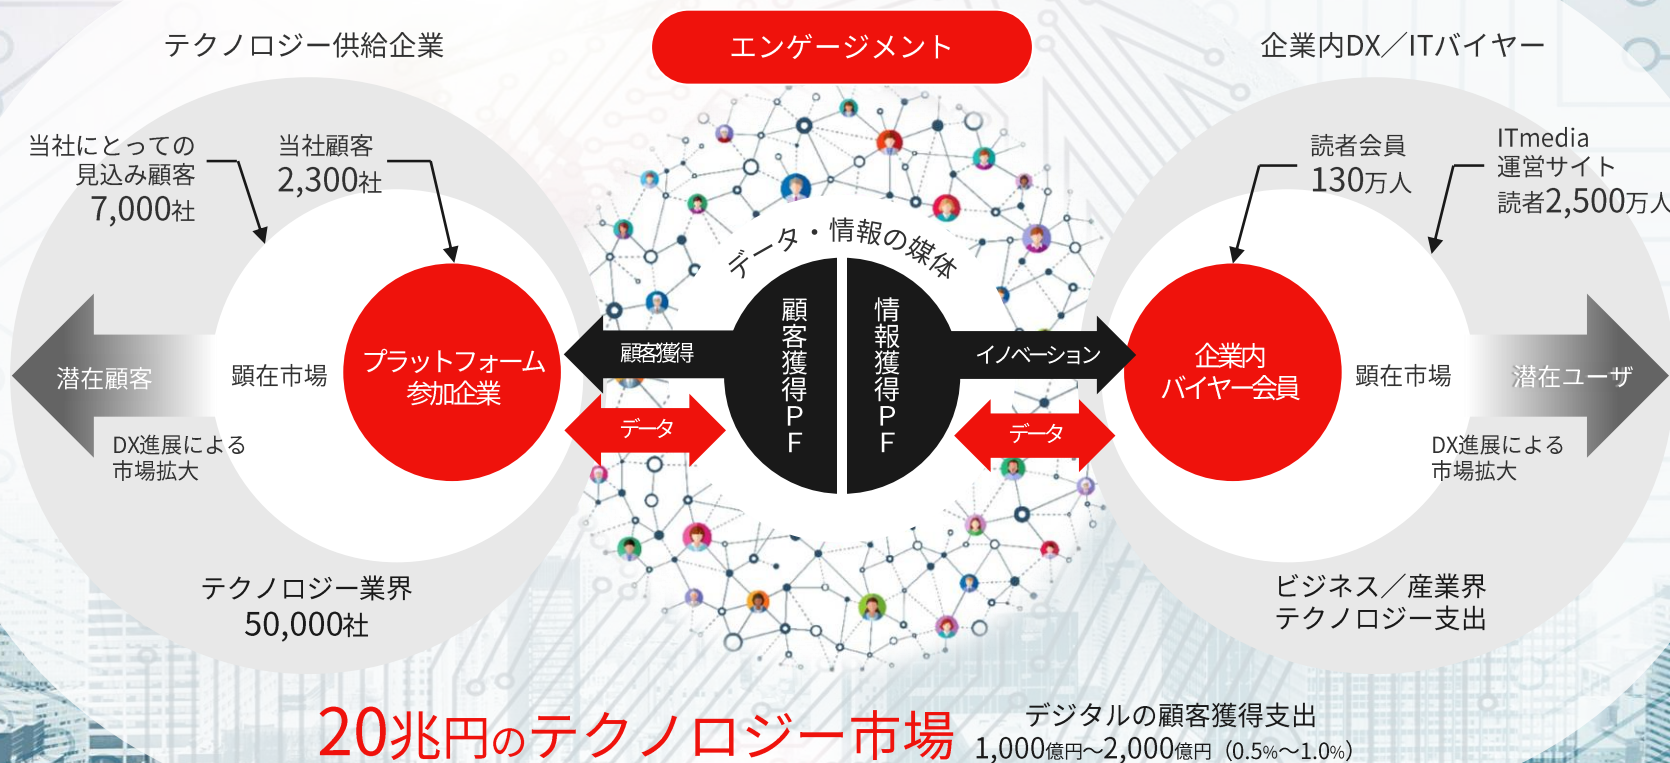 テクノロジー供給企業
エンゲージメント
企業内DX／ITバイヤー
当社にとっての
見込み顧客
7,000社
当社顧客
2,300社
読者会員
130万人
ITmedia
運営サイト
読者2,500万人
データ・情報の媒体
潜在顧客
顕在市場
プラットフォーム
参加企業
顧客獲得
データ
顧客獲得PF
情報獲得PF
イノベーション
データ
企業内
バイヤー会員
顕在市場
潜在ユーザ
DX進展による
市場拡大
DX進展による
市場拡大
テクノロジー業界
50,000社
ビジネス／産業界
テクノロジー支出
20兆円のテクノロジー市場
デジタルの顧客獲得支出
1,000億円〜2,000億円（0.5%〜1.0%）